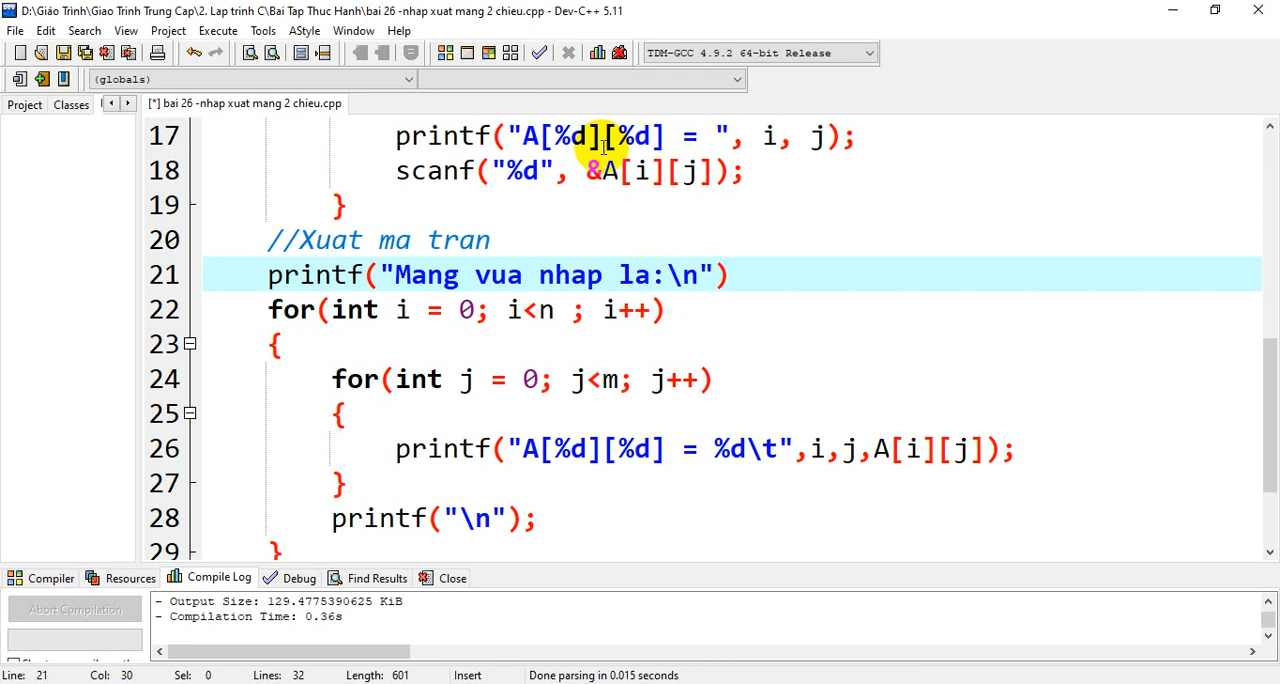 D:\Giáo Trình\Giao Trinh Trung Cap\2. Lap trinh C\Bai Tap Thuc Hanh\bai 26 -nhap xuat mang 2 chieu.cpp - Dev-C++ 5.11
File Edit Search View Project Execute Tools AStyle Window Help
TDM-GCC 4.9.2 64-bit Release
(globals)
Project Classes [*] bai 26 -nhap xuat mang 2 chieu.cpp
17 printf("A[%d][%d] = ", i, j);
18 scanf("%d", &A[i][j]);
19 }
20 //Xuat ma tran
21 printf("Mang vua nhap la:\n")
22 for(int i = 0; i<n ; i++)
23 {
24 for(int j = 0; j<m; j++)
25 {
26 printf("A[%d][%d] = %d\t",i,j,A[i][j]);
27 }
28 printf("\n");
29 }
Compiler Resources Compile Log Debug Find Results Close
Abort Compilation
- Output Size: 129.4775390625 KiB
- Compilation Time: 0.36s
Line: 21 Col: 30 Sel: 0 Lines: 32 Length: 601 Insert Done parsing in 0.015 seconds